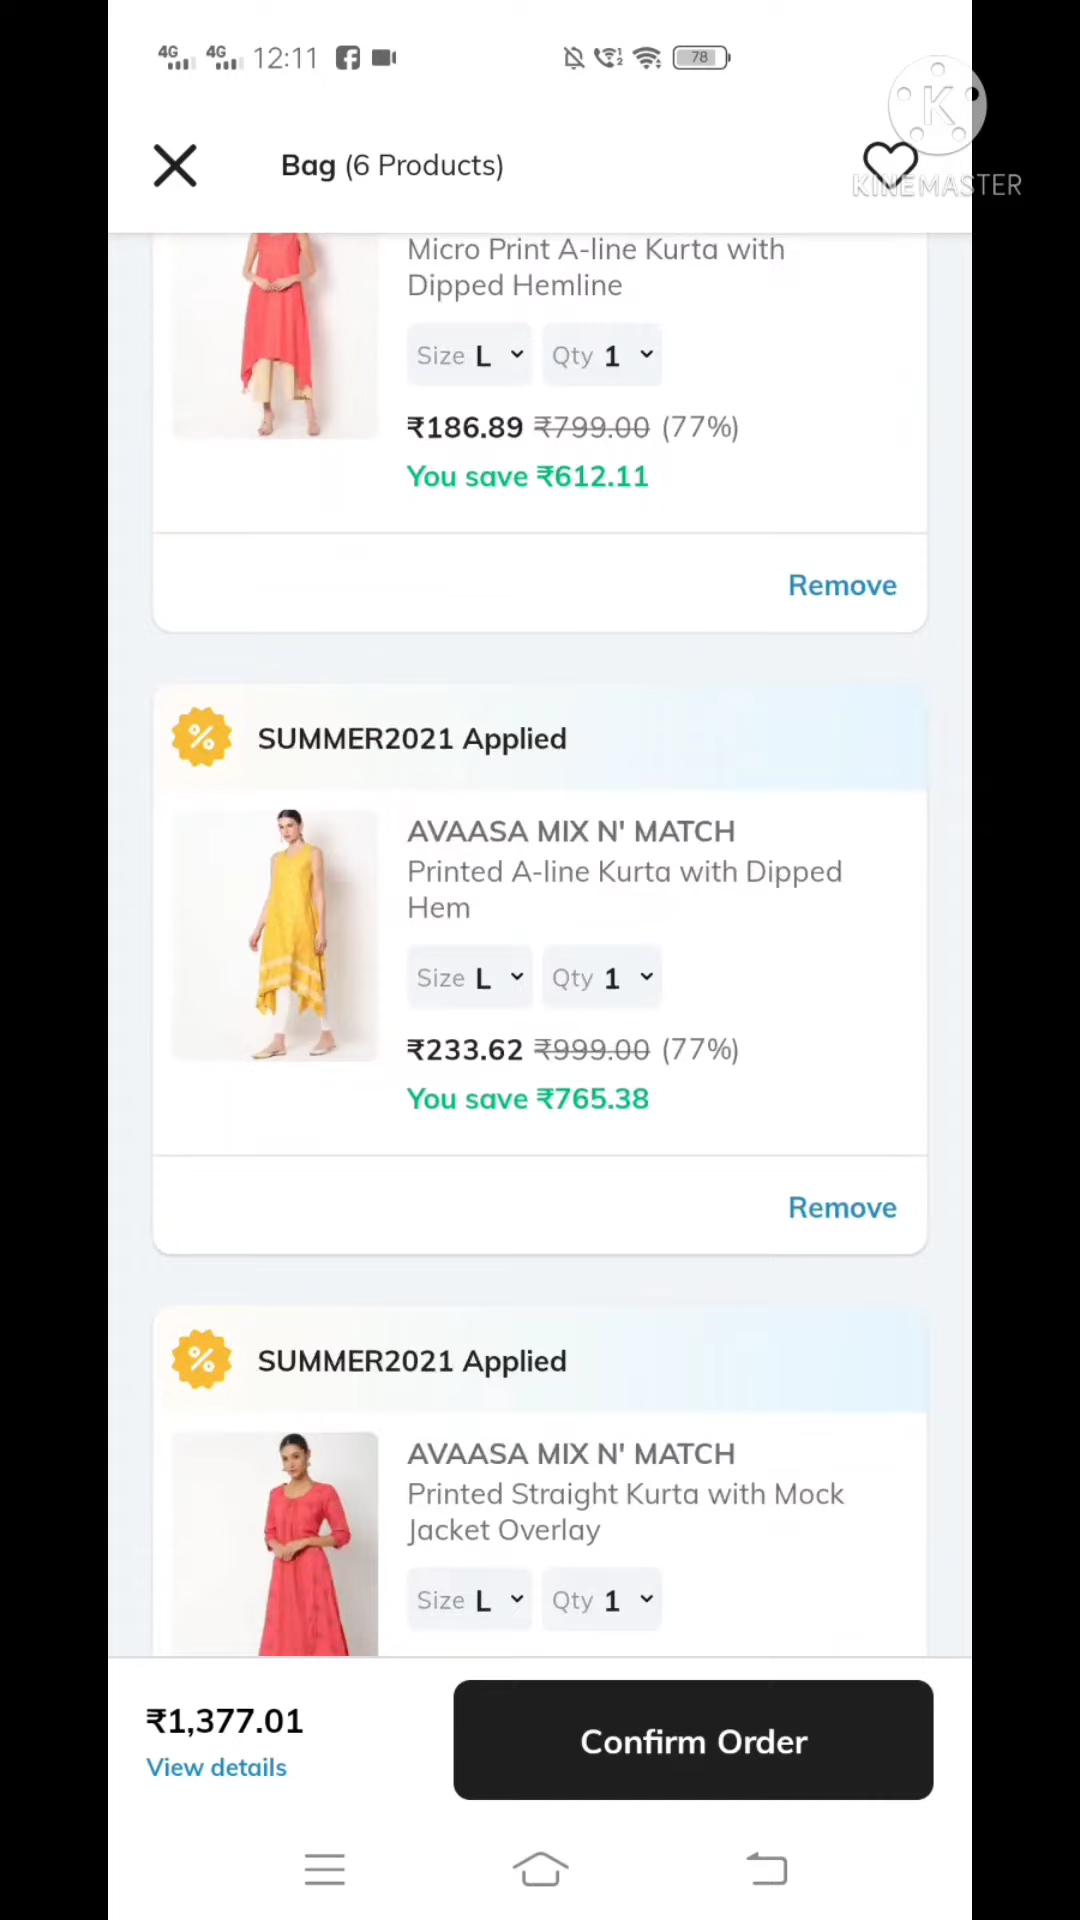 4G 4G 12:11 78
K
KINEMASTER
Bag (6 Products)
Micro Print A-line Kurta with
Dipped Hemline
Size L Qty 1
₹186.89 ₹799.00 (77%)
You save ₹612.11
Remove
SUMMER2021 Applied
AVAASA MIX N' MATCH
Printed A-line Kurta with Dipped
Hem
Size L Qty 1
₹233.62 ₹999.00 (77%)
You save ₹765.38
Remove
SUMMER2021 Applied
AVAASA MIX N' MATCH
Printed Straight Kurta with Mock
Jacket Overlay
Size L Qty 1
₹1,377.01
View details
Confirm Order